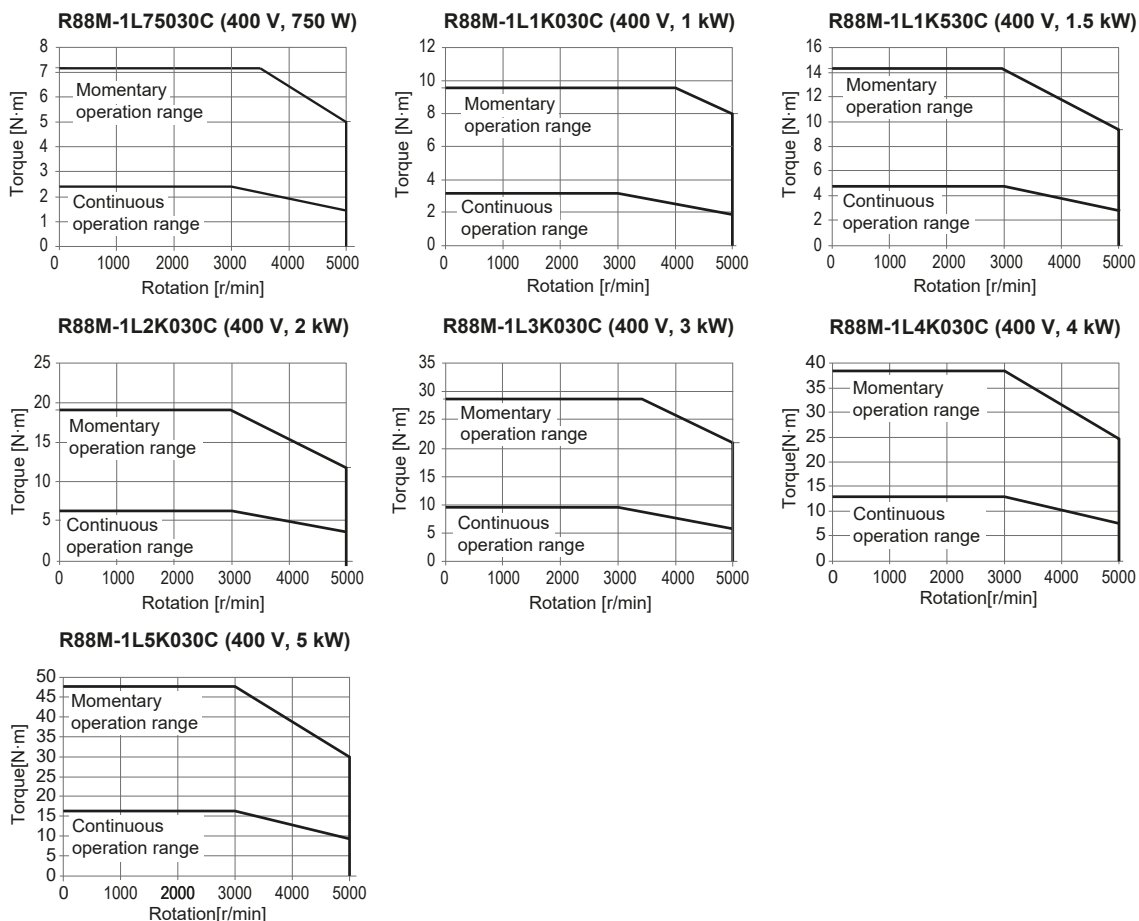 R88M-1L75030C (400 V, 750 W)
Torque [N·m]
8
7
6
5
4
3
2
1
0
Momentary
operation range
Continuous
operation range
0 1000 2000 3000 4000 5000
Rotation [r/min]
R88M-1L1K030C (400 V, 1 kW)
Torque [N·m]
12
10
8
6
4
2
0
Momentary
operation range
Continuous
operation range
0 1000 2000 3000 4000 5000
Rotation [r/min]
R88M-1L1K530C (400 V, 1.5 kW)
Torque [N·m]
16
14
12
10
8
6
4
2
0
Momentary
operation range
Continuous
operation range
0 1000 2000 3000 4000 5000
Rotation [r/min]
R88M-1L2K030C (400 V, 2 kW)
Torque [N·m]
25
20
15
10
5
0
Momentary
operation range
Continuous
operation range
0 1000 2000 3000 4000 5000
Rotation [r/min]
R88M-1L3K030C (400 V, 3 kW)
Torque [N·m]
35
30
25
20
15
10
5
0
Momentary
operation range
Continuous
operation range
0 1000 2000 3000 4000 5000
Rotation [r/min]
R88M-1L4K030C (400 V, 4 kW)
Torque[N·m]
40
35
30
25
20
15
10
5
0
Momentary
operation range
Continuous
operation range
0 1000 2000 3000 4000 5000
Rotation[r/min]
R88M-1L5K030C (400 V, 5 kW)
Torque[N·m]
50
45
40
35
30
25
20
15
10
5
0
Momentary
operation range
Continuous
operation range
0 1000 2000 3000 4000 5000
Rotation[r/min]